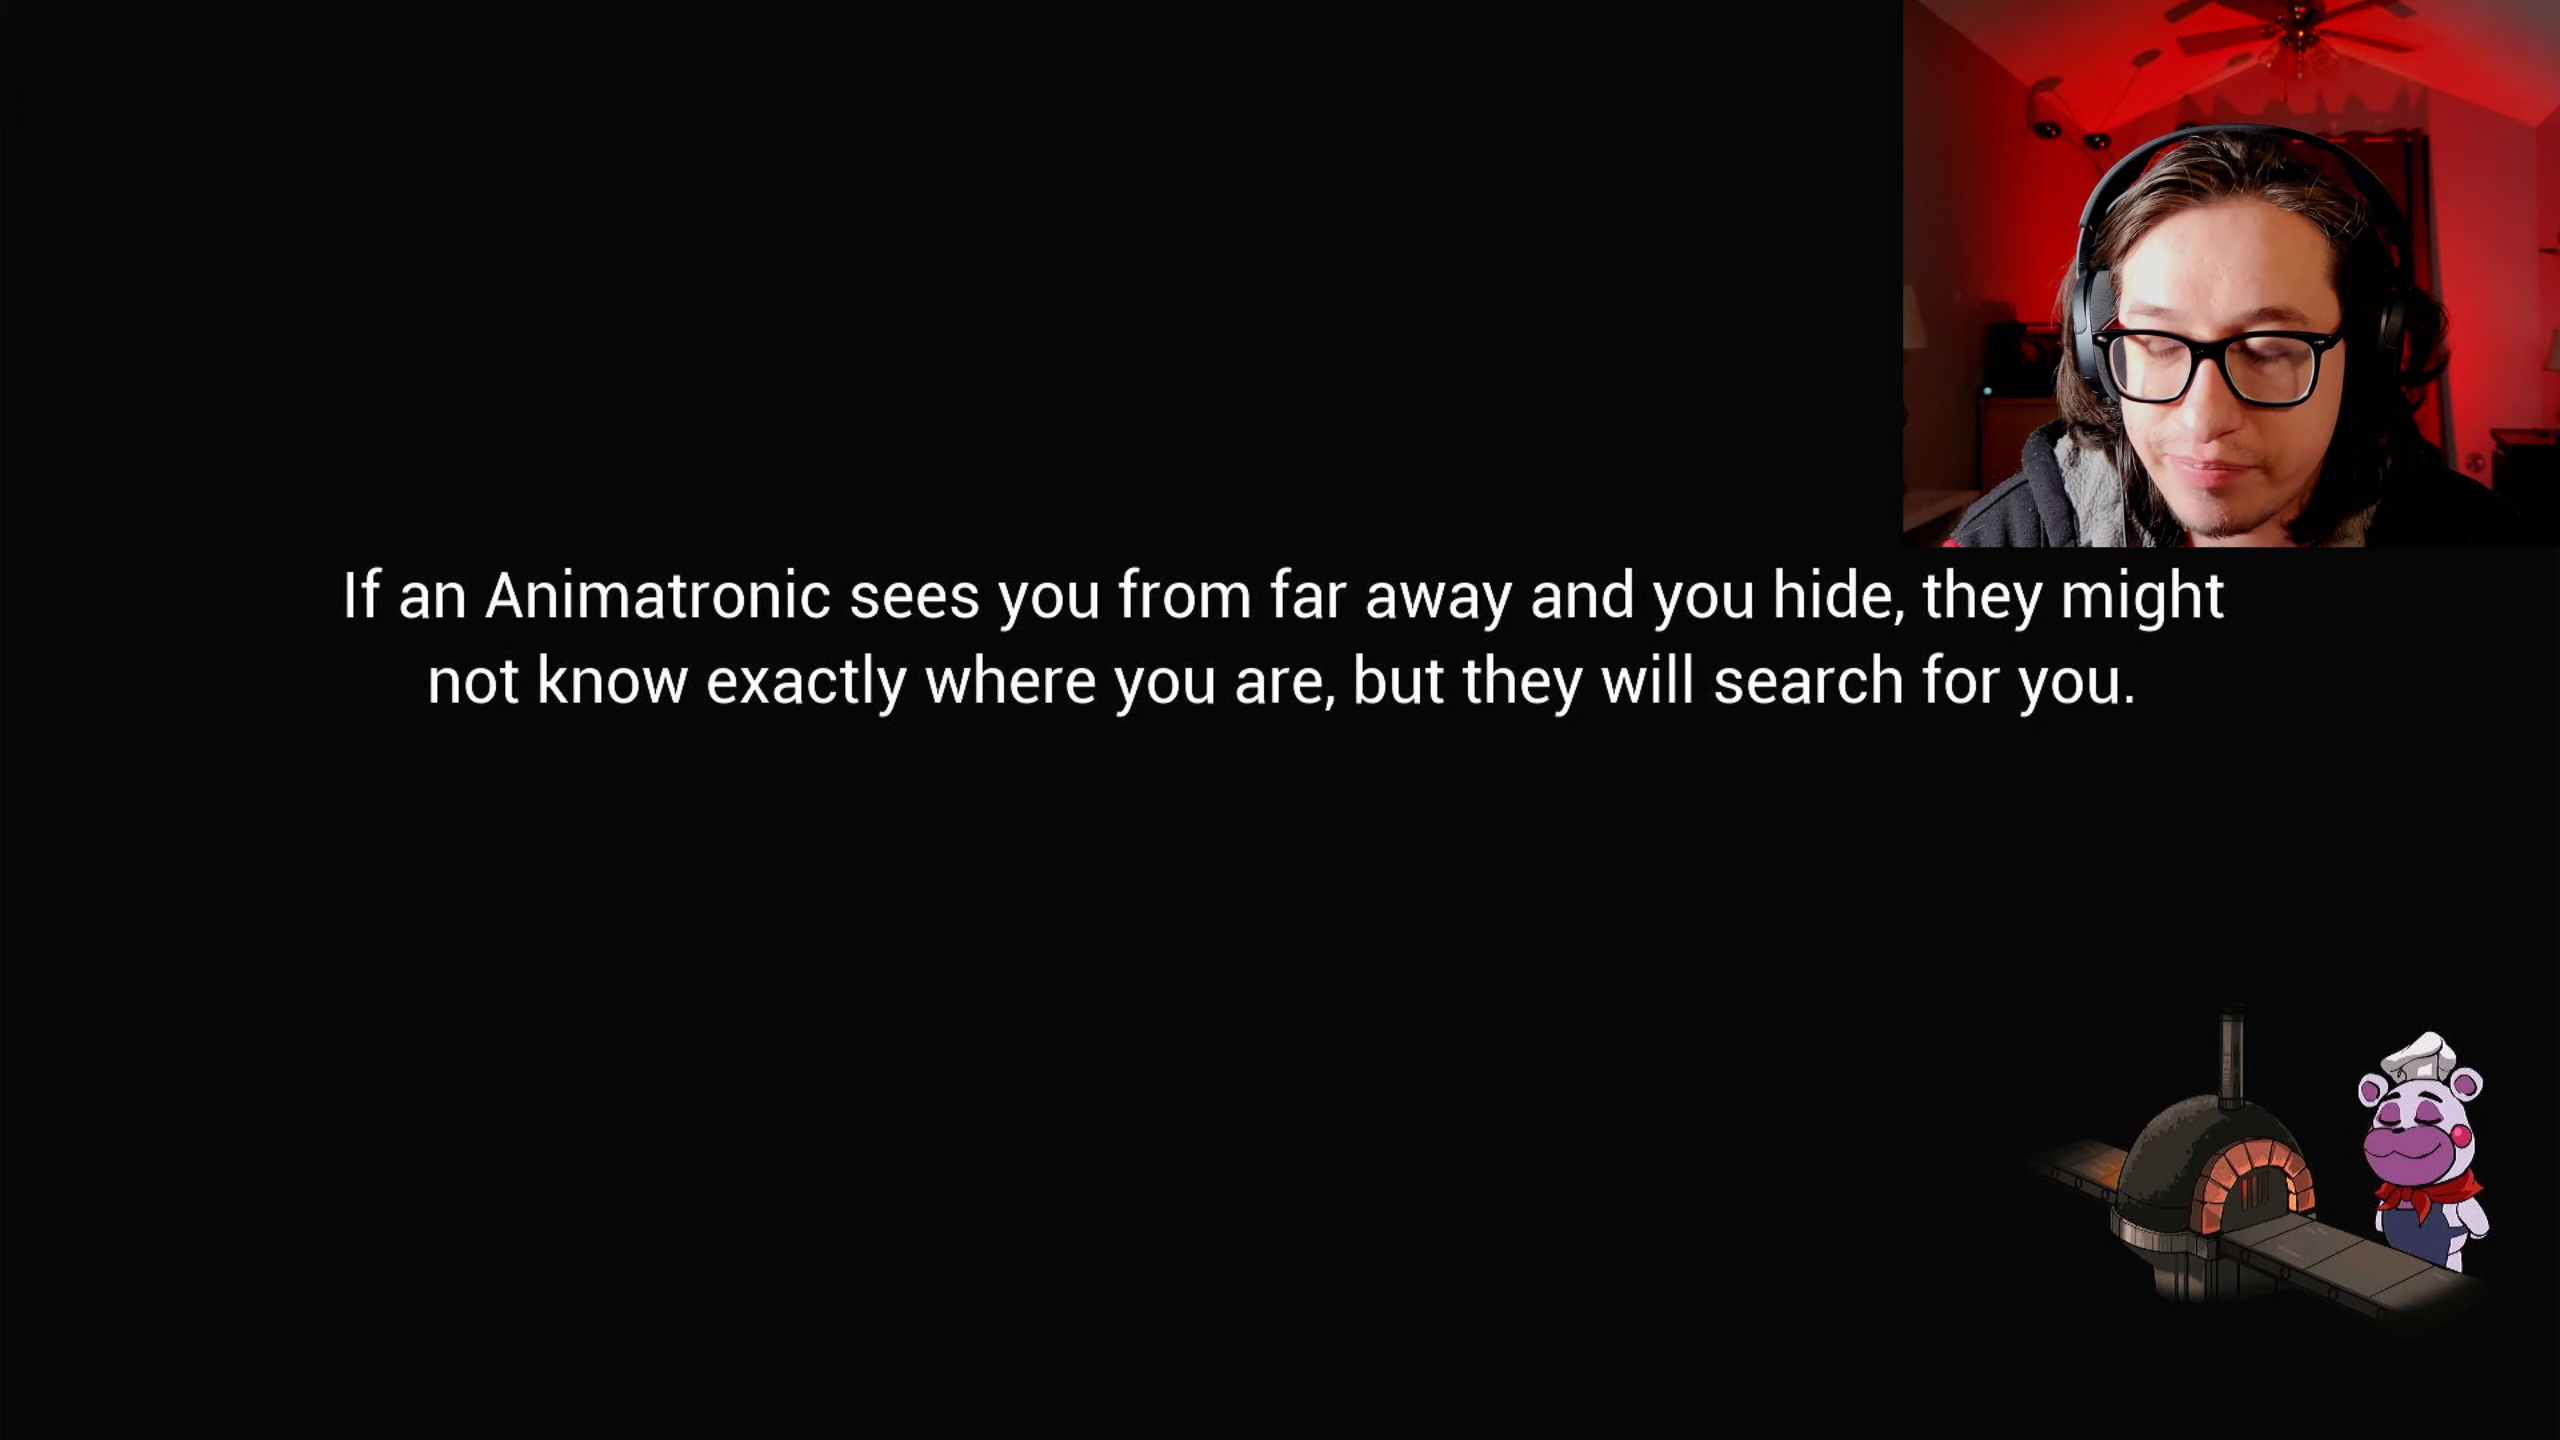 If an Animatronic sees you from far away and you hide, they might
not know exactly where you are, but they will search for you.